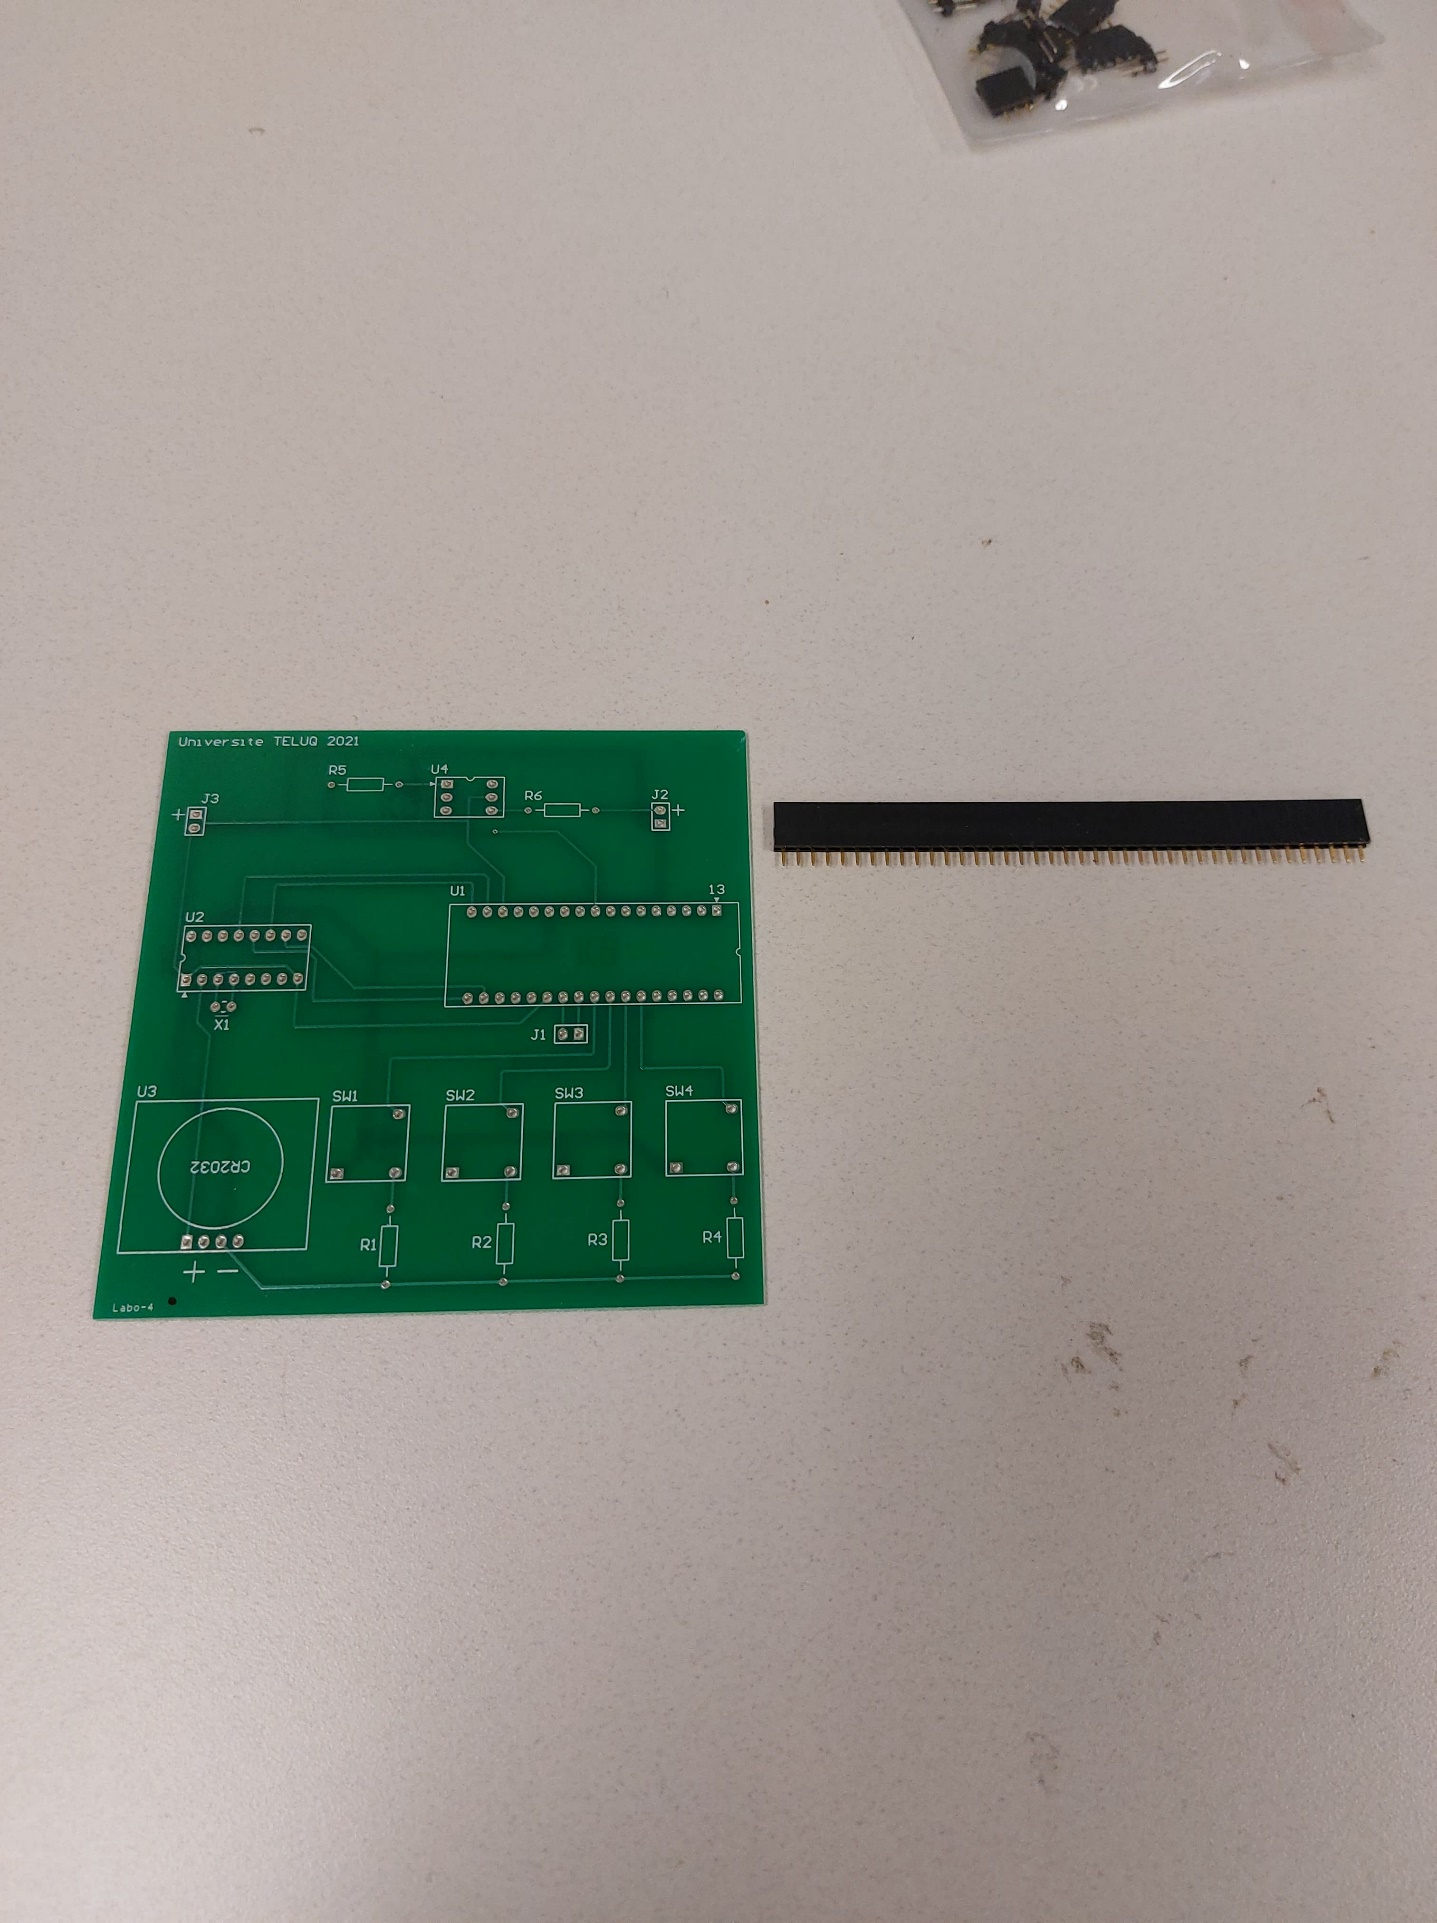 Universite TELUQ 2021
R5
U4
R6
J2
+
+
J3
U1
13
U2
X1
J1
U3
SW1
SW2
SW3
SW4
CR2032
R1
R2
R3
R4
+ -
Labo-4